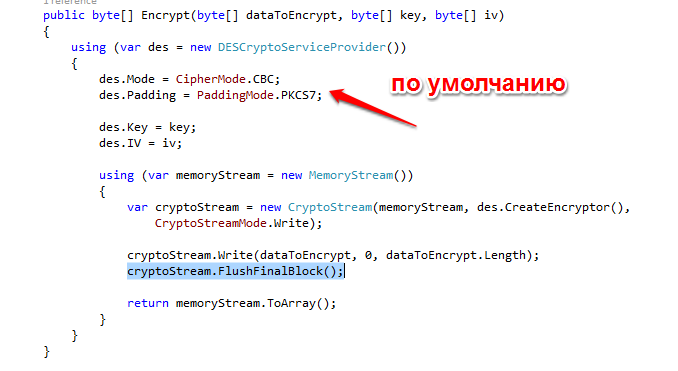 1 reference
public byte[] Encrypt(byte[] dataToEncrypt, byte[] key, byte[] iv)
{
using (var des = new DESCryptoServiceProvider())
{
des.Mode = CipherMode.CBC;
des.Padding = PaddingMode.PKCS7;
по умолчанию
des.Key = key;
des.IV = iv;
using (var memoryStream = new MemoryStream())
{
var cryptoStream = new CryptoStream(memoryStream, des.CreateEncryptor(),
CryptoStreamMode.Write);
cryptoStream.Write(dataToEncrypt, 0, dataToEncrypt.Length);
cryptoStream.FlushFinalBlock();
return memoryStream.ToArray();
}
}
}